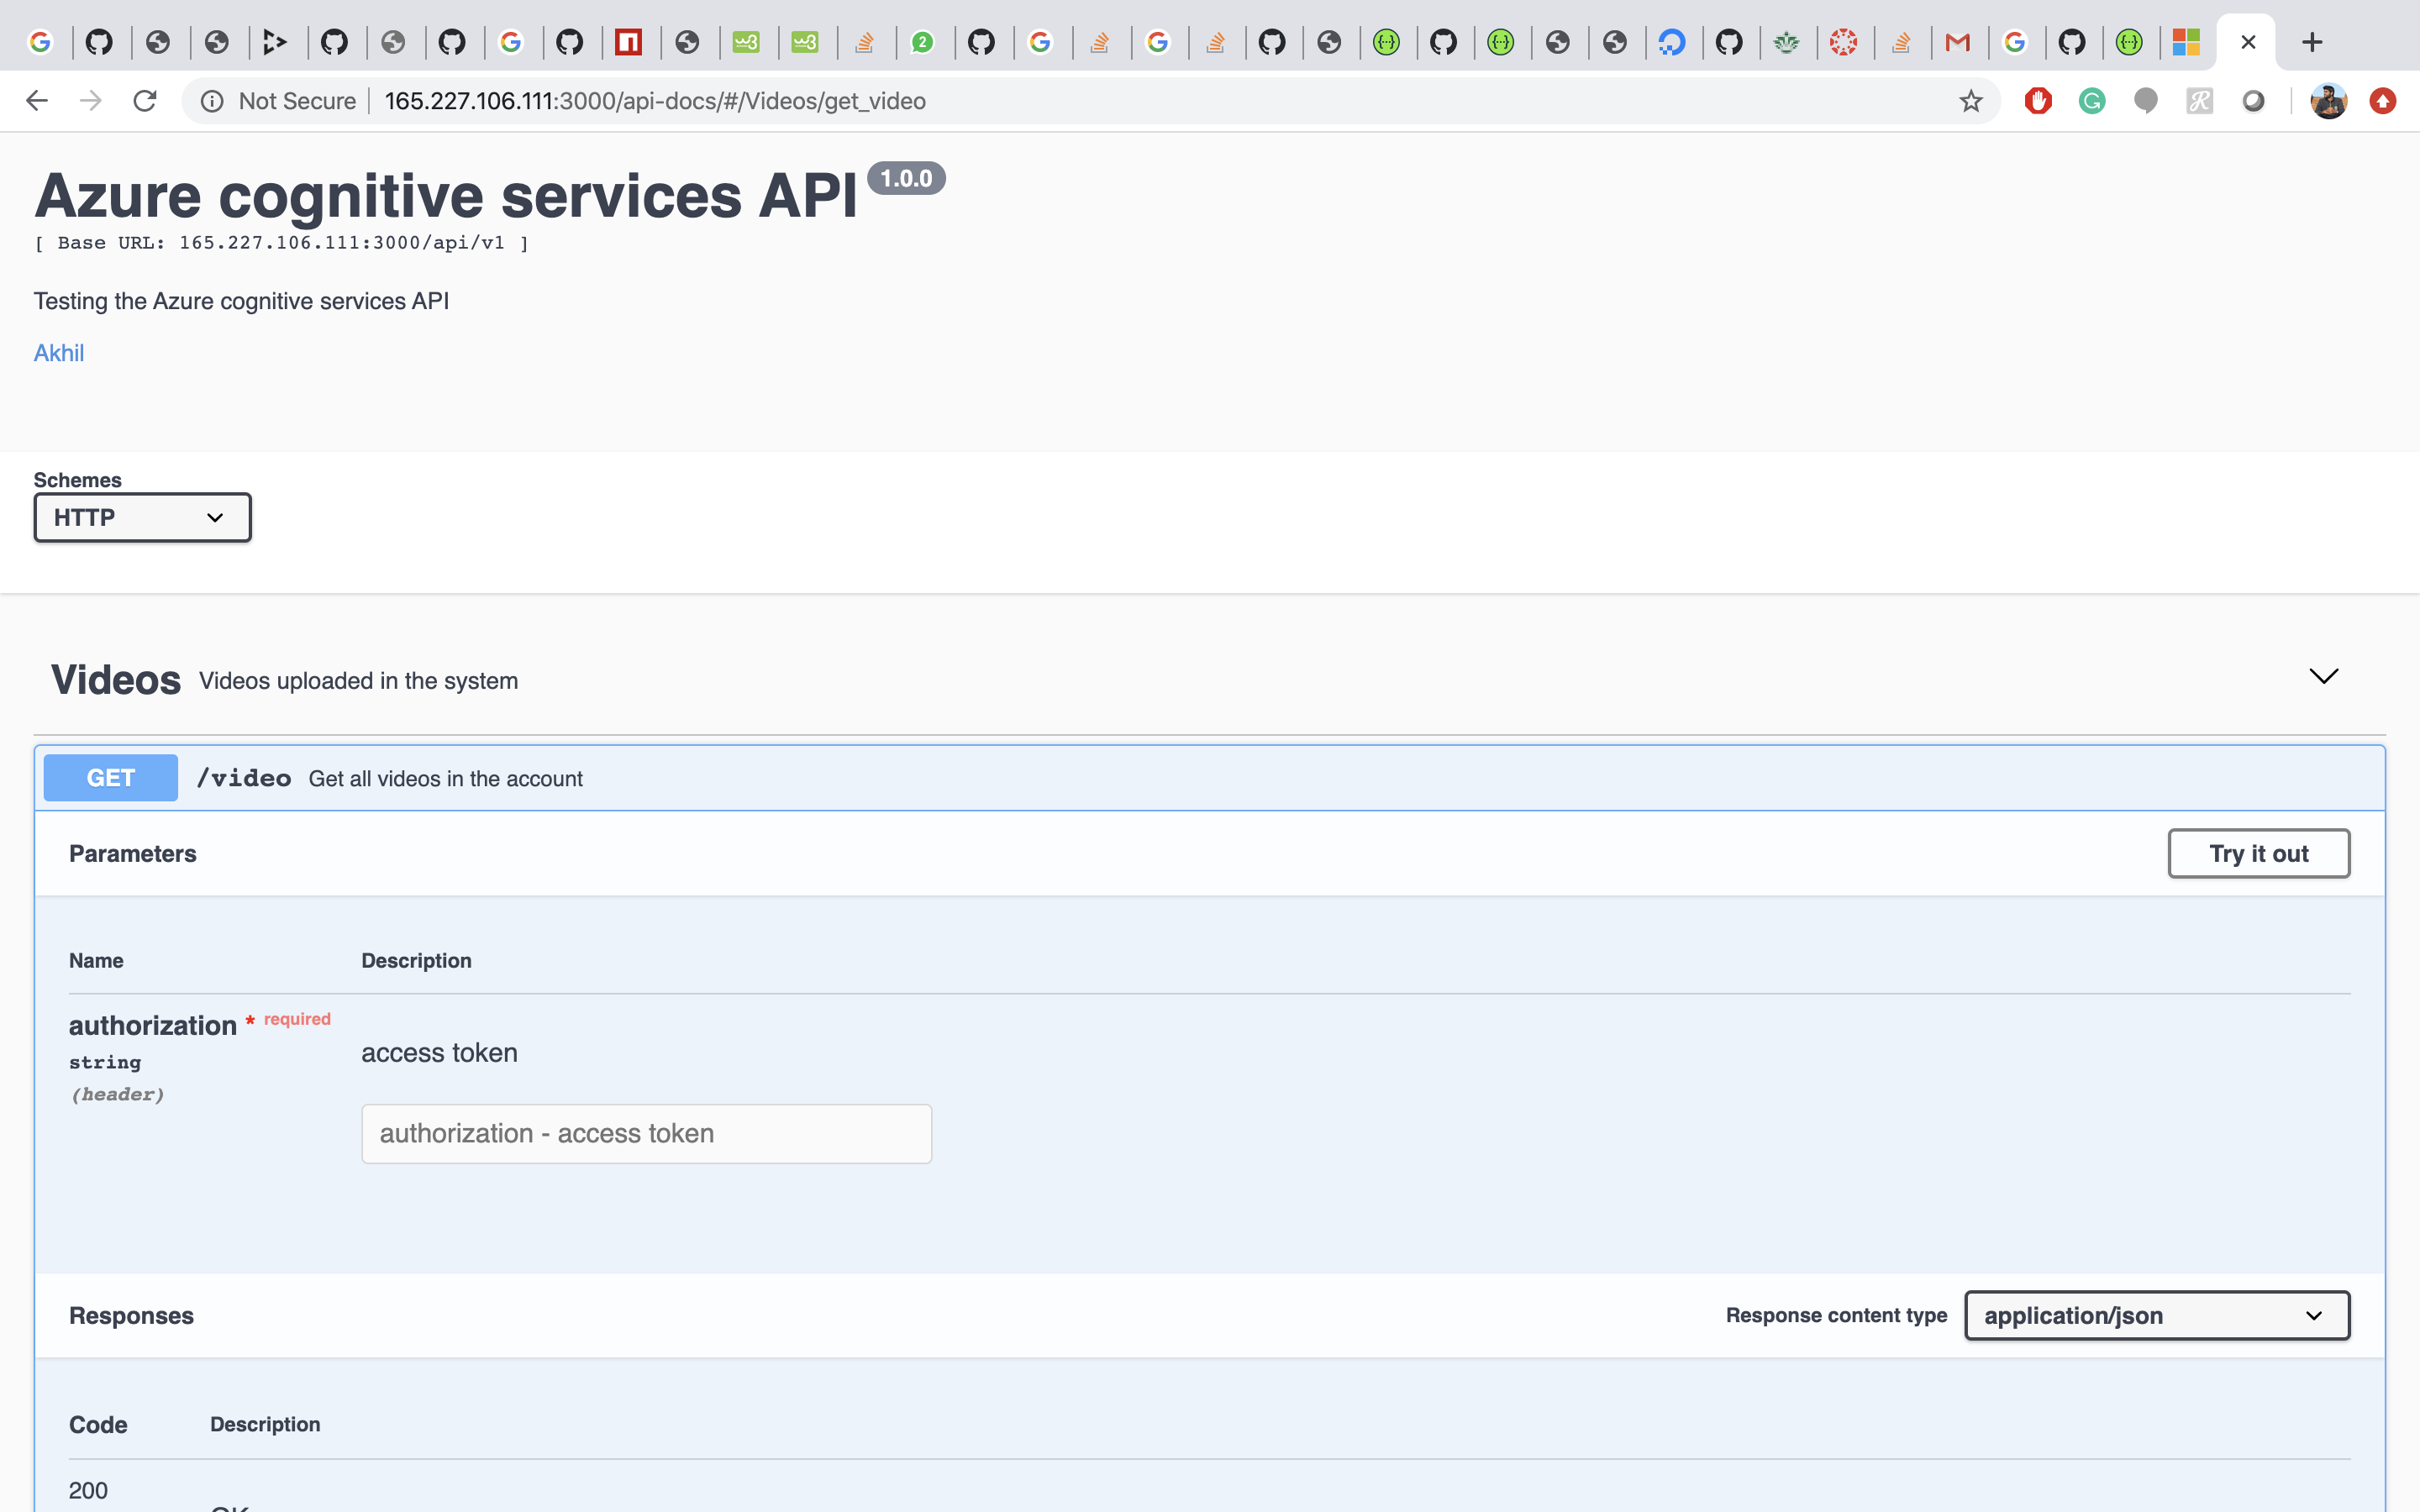 Not Secure
165.227.106.111:3000/api-docs/#/Videos/get_video
Azure cognitive services API 1.0.0
[ Base URL: 165.227.106.111:3000/api/v1 ]
Testing the Azure cognitive services API
Akhil
Schemes
HTTP
Videos Videos uploaded in the system
GET /video Get all videos in the account
Parameters Try it out
Name Description
authorization * required
string
(header)
access token
authorization - access token
Responses Response content type application/json
Code Description
200
OK